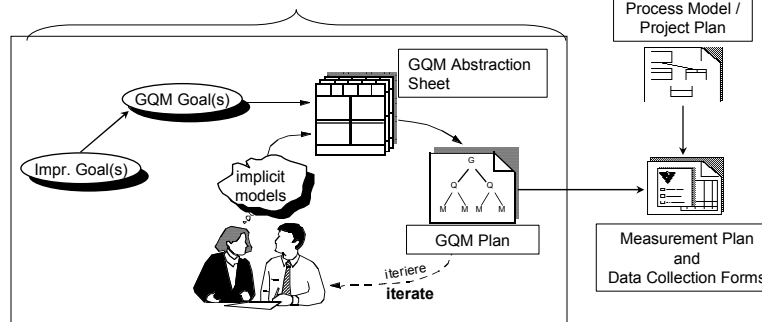 Process Model /
Project Plan
GQM Abstraction
Sheet
GQM Goal(s)
Impr. Goal(s)
implicit
models
G
Q Q
M M M M
GQM Plan
iteriere
iterate
Measurement Plan
and
Data Collection Forms